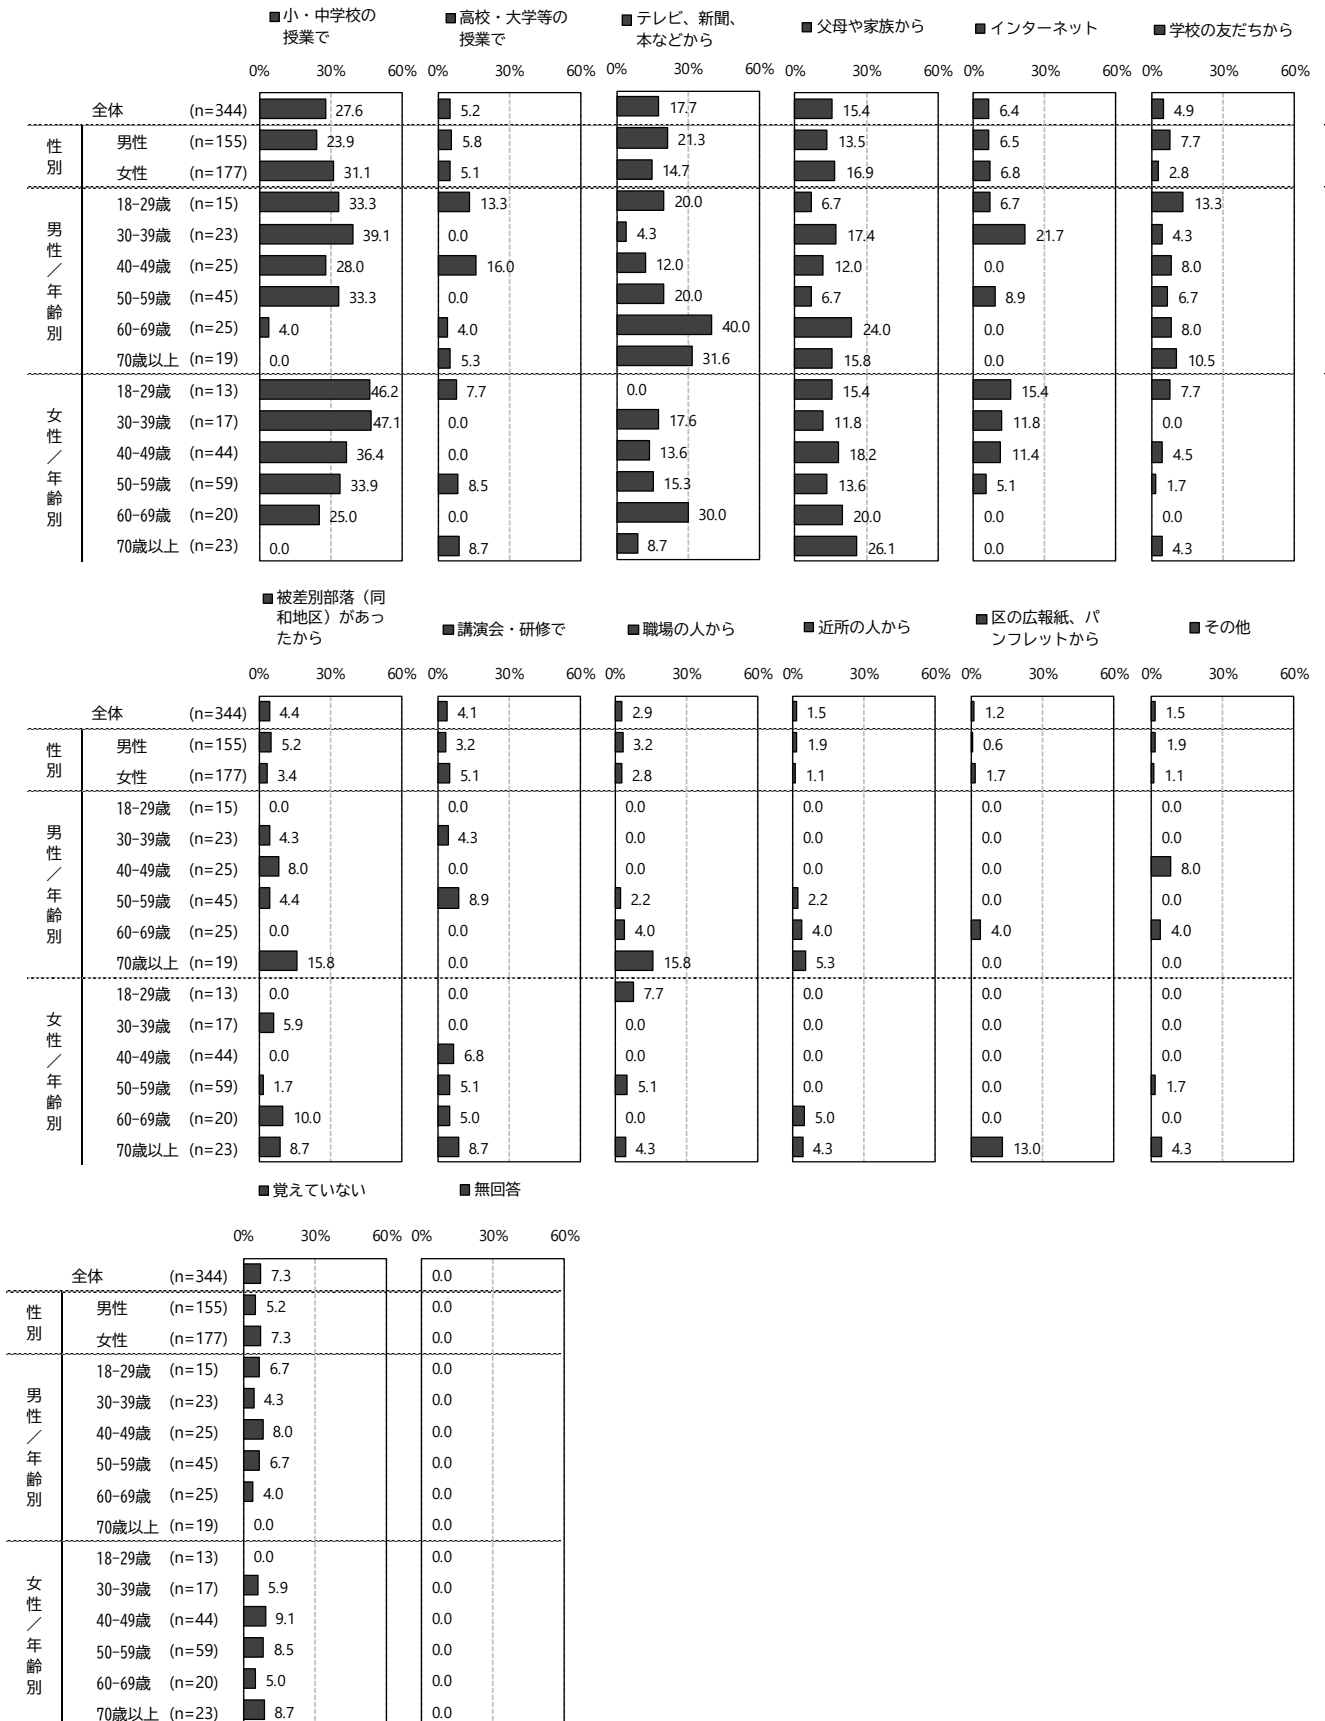 ■小・中学校の
授業で
■高校・大学等の
授業で
■テレビ、新聞、
本などから
■父母や家族から
■インターネット
■学校の友だちから
0% 30% 60% 0% 30% 60% 0% 30% 60% 0% 30% 60% 0% 30% 60% 0% 30% 60%
全体 (n=344) 27.6 5.2 17.7 15.4 6.4 4.9
性別
男性 (n=155) 23.9 5.8 21.3 13.5 6.5 7.7
女性 (n=177) 31.1 5.1 14.7 16.9 6.8 2.8
男性／年齢別
18-29歳 (n=15) 33.3 13.3 20.0 6.7 6.7 13.3
30-39歳 (n=23) 39.1 0.0 4.3 17.4 21.7 4.3
40-49歳 (n=25) 28.0 16.0 12.0 12.0 0.0 8.0
50-59歳 (n=45) 33.3 0.0 20.0 6.7 8.9 6.7
60-69歳 (n=25) 4.0 4.0 40.0 24.0 0.0 8.0
70歳以上 (n=19) 0.0 5.3 31.6 15.8 0.0 10.5
女性／年齢別
18-29歳 (n=13) 46.2 7.7 0.0 15.4 15.4 7.7
30-39歳 (n=17) 47.1 0.0 17.6 11.8 11.8 0.0
40-49歳 (n=44) 36.4 0.0 13.6 18.2 11.4 4.5
50-59歳 (n=59) 33.9 8.5 15.3 13.6 5.1 1.7
60-69歳 (n=20) 25.0 0.0 30.0 20.0 0.0 0.0
70歳以上 (n=23) 0.0 8.7 8.7 26.1 0.0 4.3
■被差別部落（同
和地区）があっ
たから
■講演会・研修で
■職場の人から
■近所の人から
■区の広報紙、パ
ンフレットから
■その他
0% 30% 60% 0% 30% 60% 0% 30% 60% 0% 30% 60% 0% 30% 60% 0% 30% 60%
全体 (n=344) 4.4 4.1 2.9 1.5 1.2 1.5
性別
男性 (n=155) 5.2 3.2 3.2 1.9 0.6 1.9
女性 (n=177) 3.4 5.1 2.8 1.1 1.7 1.1
男性／年齢別
18-29歳 (n=15) 0.0 0.0 0.0 0.0 0.0 0.0
30-39歳 (n=23) 4.3 4.3 0.0 0.0 0.0 0.0
40-49歳 (n=25) 8.0 0.0 0.0 0.0 0.0 8.0
50-59歳 (n=45) 4.4 8.9 2.2 2.2 0.0 0.0
60-69歳 (n=25) 0.0 0.0 4.0 4.0 4.0 4.0
70歳以上 (n=19) 15.8 0.0 15.8 5.3 0.0 0.0
女性／年齢別
18-29歳 (n=13) 0.0 0.0 7.7 0.0 0.0 0.0
30-39歳 (n=17) 5.9 0.0 0.0 0.0 0.0 0.0
40-49歳 (n=44) 0.0 6.8 0.0 0.0 0.0 0.0
50-59歳 (n=59) 1.7 5.1 5.1 0.0 0.0 1.7
60-69歳 (n=20) 10.0 5.0 0.0 5.0 0.0 0.0
70歳以上 (n=23) 8.7 8.7 4.3 4.3 13.0 4.3
■覚えていない
■無回答
0% 30% 60% 0% 30% 60%
全体 (n=344) 7.3 0.0
性別
男性 (n=155) 5.2 0.0
女性 (n=177) 7.3 0.0
男性／年齢別
18-29歳 (n=15) 6.7 0.0
30-39歳 (n=23) 4.3 0.0
40-49歳 (n=25) 8.0 0.0
50-59歳 (n=45) 6.7 0.0
60-69歳 (n=25) 4.0 0.0
70歳以上 (n=19) 0.0 0.0
女性／年齢別
18-29歳 (n=13) 0.0 0.0
30-39歳 (n=17) 5.9 0.0
40-49歳 (n=44) 9.1 0.0
50-59歳 (n=59) 8.5 0.0
60-69歳 (n=20) 5.0 0.0
70歳以上 (n=23) 8.7 0.0